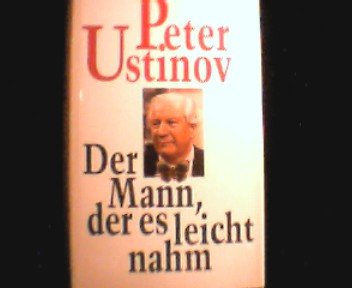 Peter
Ustinov
Der
Mann,
der es
leicht
nahm